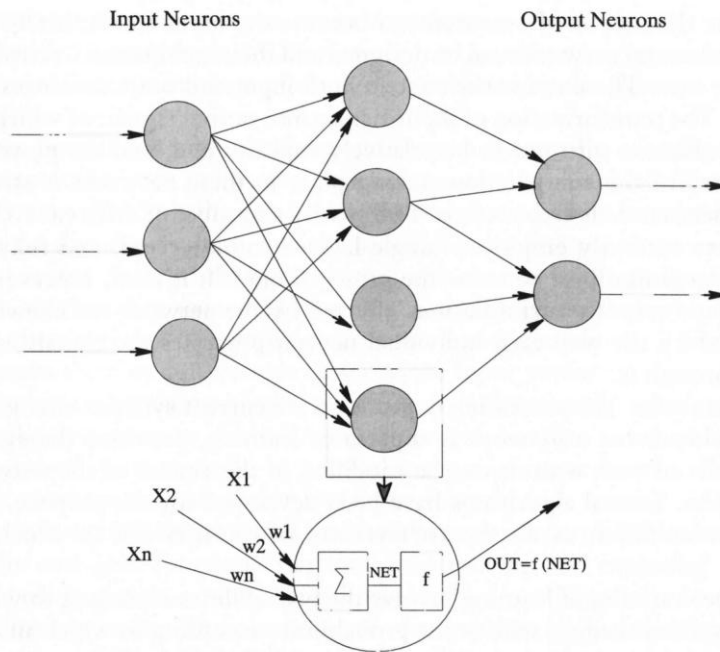 Input Neurons
Output Neurons
X1
X2
Xn
w1
w2
wn
Σ
NET
f
OUT=f (NET)